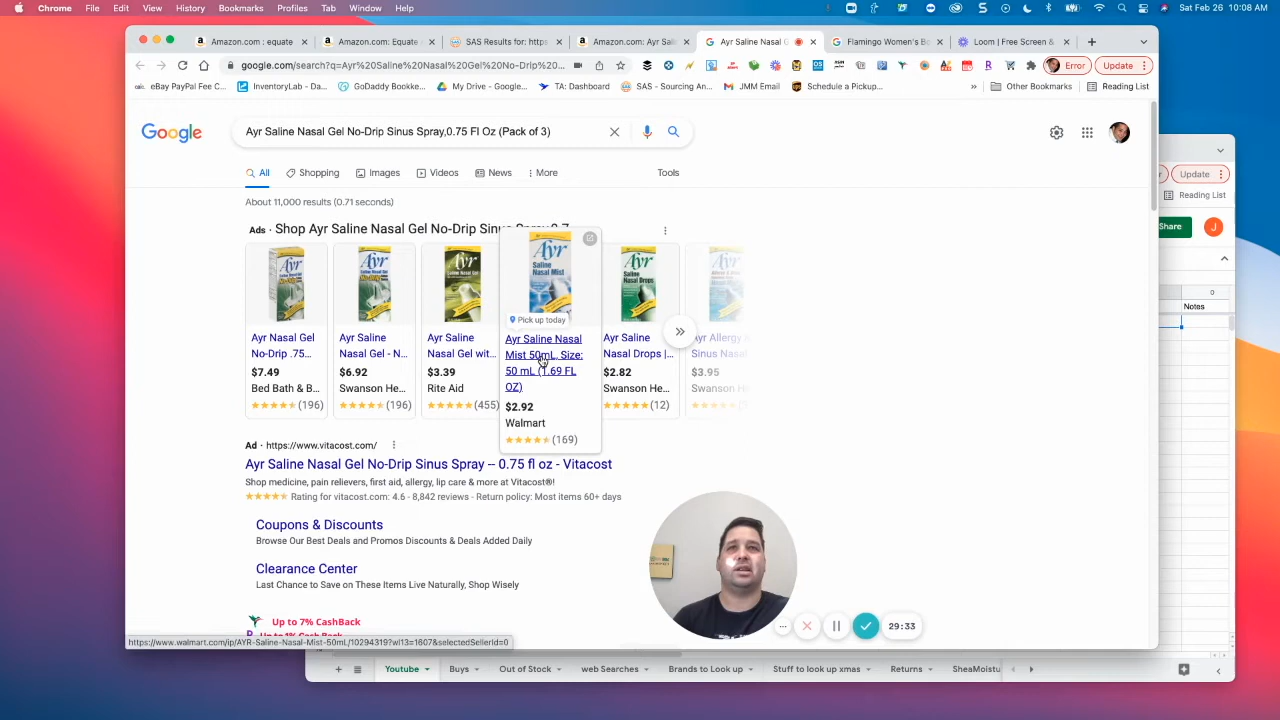 Chrome File Edit View History Bookmarks Profiles Tab Window Help
Sat Feb 26 10:08 AM
Amazon.com : equate
Amazon.com: Equate
SAS Results for: https
Amazon.com: Ayr Sali
Ayr Saline Nasal G
Flamingo Women's Bo
Loom | Free Screen &
google.com/search?q=Ayr%20Saline%20Nasal%20Gel%20No-Drip%20...
Error
Update
eBay PayPal Fee C...
InventoryLab - Da...
GoDaddy Bookke...
My Drive - Google...
TA: Dashboard
SAS - Sourcing An...
JMM Email
Schedule a Pickup...
»
Other Bookmarks
Reading List
Google
Ayr Saline Nasal Gel No-Drip Sinus Spray,0.75 Fl Oz (Pack of 3)
All
Shopping
Images
Videos
News
More
Tools
About 11,000 results (0.71 seconds)
Ads · Shop Ayr Saline Nasal Gel No-Drip Sinus Spray,0.7...
Pick up today
Ayr Nasal Gel
No-Drip .75...
$7.49
Bed Bath & B...
(196)
Ayr Saline
Nasal Gel - N...
$6.92
Swanson He...
(196)
Ayr Saline
Nasal Gel wit...
$3.39
Rite Aid
(455)
Ayr Saline Nasal
Mist 50mL, Size:
50 mL (1.69 FL
OZ)
$2.92
Walmart
(169)
Ayr Saline
Nasal Drops |...
$2.82
Swanson He...
(12)
Ayr Allergy
Sinus Nasal
$3.95
Swanson He
Ad · https://www.vitacost.com/
Ayr Saline Nasal Gel No-Drip Sinus Spray -- 0.75 fl oz - Vitacost
Shop medicine, pain relievers, first aid, allergy, lip care & more at Vitacost®!
Rating for vitacost.com: 4.6 - 8,842 reviews - Return policy: Most items 60+ days
Coupons & Discounts
Browse Our Best Deals and Promos Discounts & Deals Added Daily
Clearance Center
Last Chance to Save on These Items Live Naturally, Shop Wisely
Up to 7% CashBack
Up to 1% CashBack
https://www.walmart.com/ip/AYR-Saline-Nasal-Mist-50mL/10294319?wl13=1607&selectedSellerId=0
29:33
Update
Reading List
Share
J
O
Notes
Youtube
Buys
Out of Stock
web Searches
Brands to Look up
Stuff to look up xmas
Returns
SheaMoistu